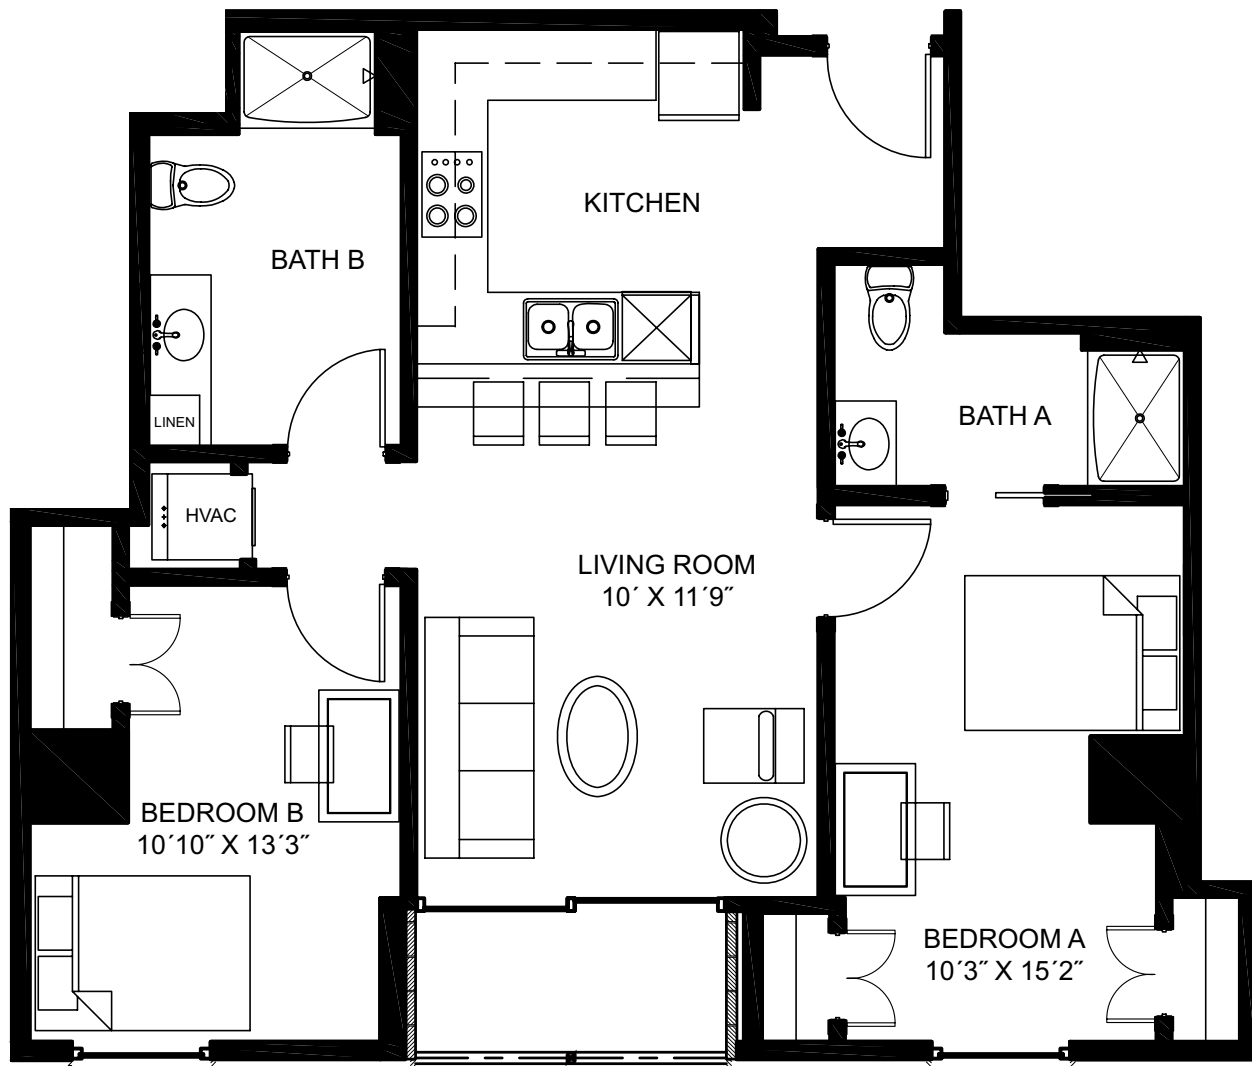 KITCHEN
BATH B
LINEN
BATH A
HVAC
LIVING ROOM
10´ X 11´9˝
BEDROOM B
10´10˝ X 13´3˝
BEDROOM A
10´3˝ X 15´2˝